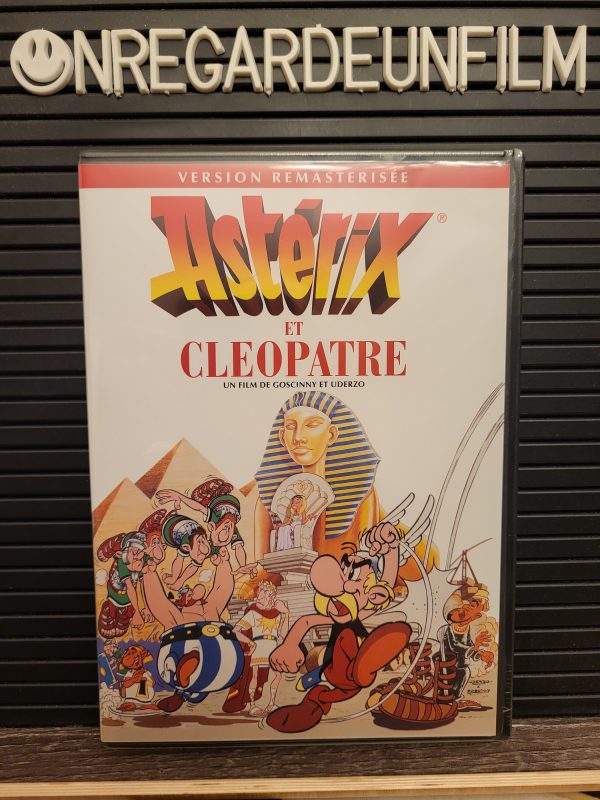 ONREGARDEUNFILM
VERSION REMASTERISÉE
Astérix®
ET
CLEOPATRE
UN FILM DE GOSCINNY ET UDERZO